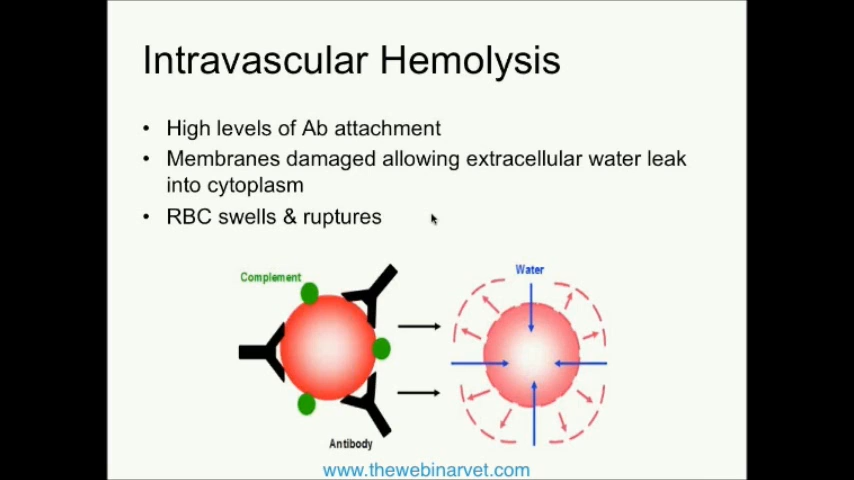 Intravascular Hemolysis
• High levels of Ab attachment
• Membranes damaged allowing extracellular water leak
into cytoplasm
• RBC swells & ruptures
Complement
Water
Antibody
www.thewebinarvet.com